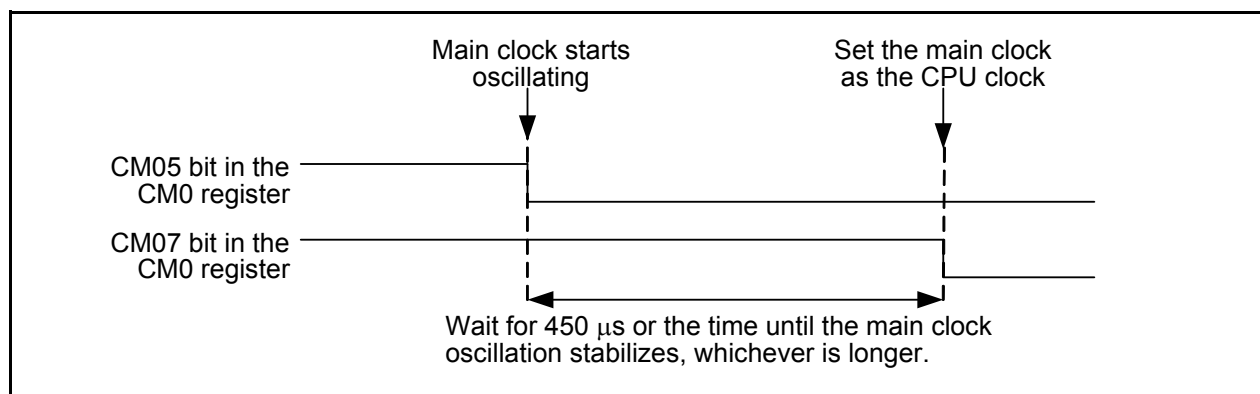 Main clock starts
oscillating
Set the main clock
as the CPU clock
CM05 bit in the
CM0 register
CM07 bit in the
CM0 register
Wait for 450 μs or the time until the main clock
oscillation stabilizes, whichever is longer.